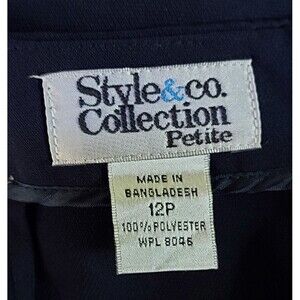 Style&co.
Collection
Petite
MADE IN
BANGLADESH
12P
100% POLYESTER
WPL 8046